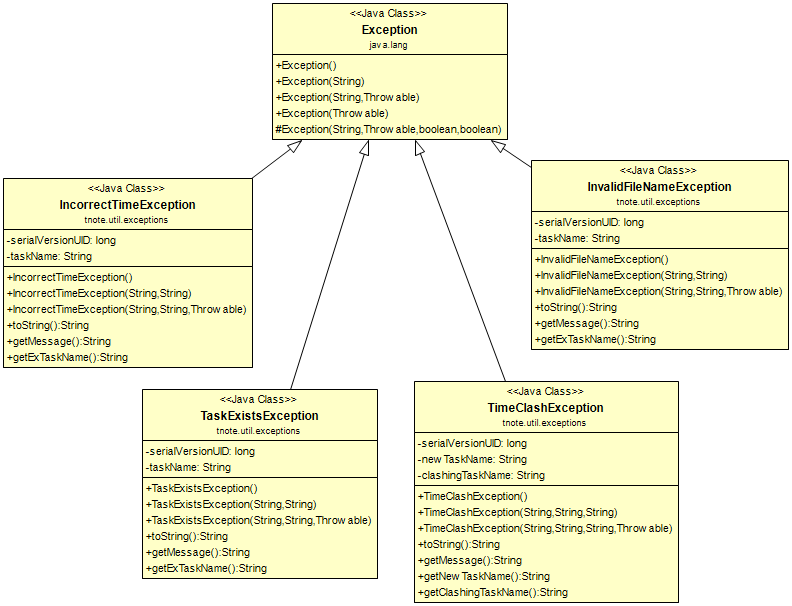 <<Java Class>>
Exception
java.lang
+Exception()
+Exception(String)
+Exception(String,Throw able)
+Exception(Throw able)
#Exception(String,Throw able,boolean,boolean)
<<Java Class>>
IncorrectTimeException
tnote.util.exceptions
-serialVersionUID: long
-taskName: String
+IncorrectTimeException()
+IncorrectTimeException(String,String)
+IncorrectTimeException(String,String,Throw able)
+toString():String
+getMessage():String
+getExTaskName():String
<<Java Class>>
InvalidFileNameException
tnote.util.exceptions
-serialVersionUID: long
-taskName: String
+InvalidFileNameException()
+InvalidFileNameException(String,String)
+InvalidFileNameException(String,String,Throw able)
+toString():String
+getMessage():String
+getExTaskName():String
<<Java Class>>
TaskExistsException
tnote.util.exceptions
-serialVersionUID: long
-taskName: String
+TaskExistsException()
+TaskExistsException(String,String)
+TaskExistsException(String,String,Throw able)
+toString():String
+getMessage():String
+getExTaskName():String
<<Java Class>>
TimeClashException
tnote.util.exceptions
-serialVersionUID: long
-new TaskName: String
-clashingTaskName: String
+TimeClashException()
+TimeClashException(String,String,String)
+TimeClashException(String,String,String,Throw able)
+toString():String
+getMessage():String
+getNew TaskName():String
+getClashingTaskName():String